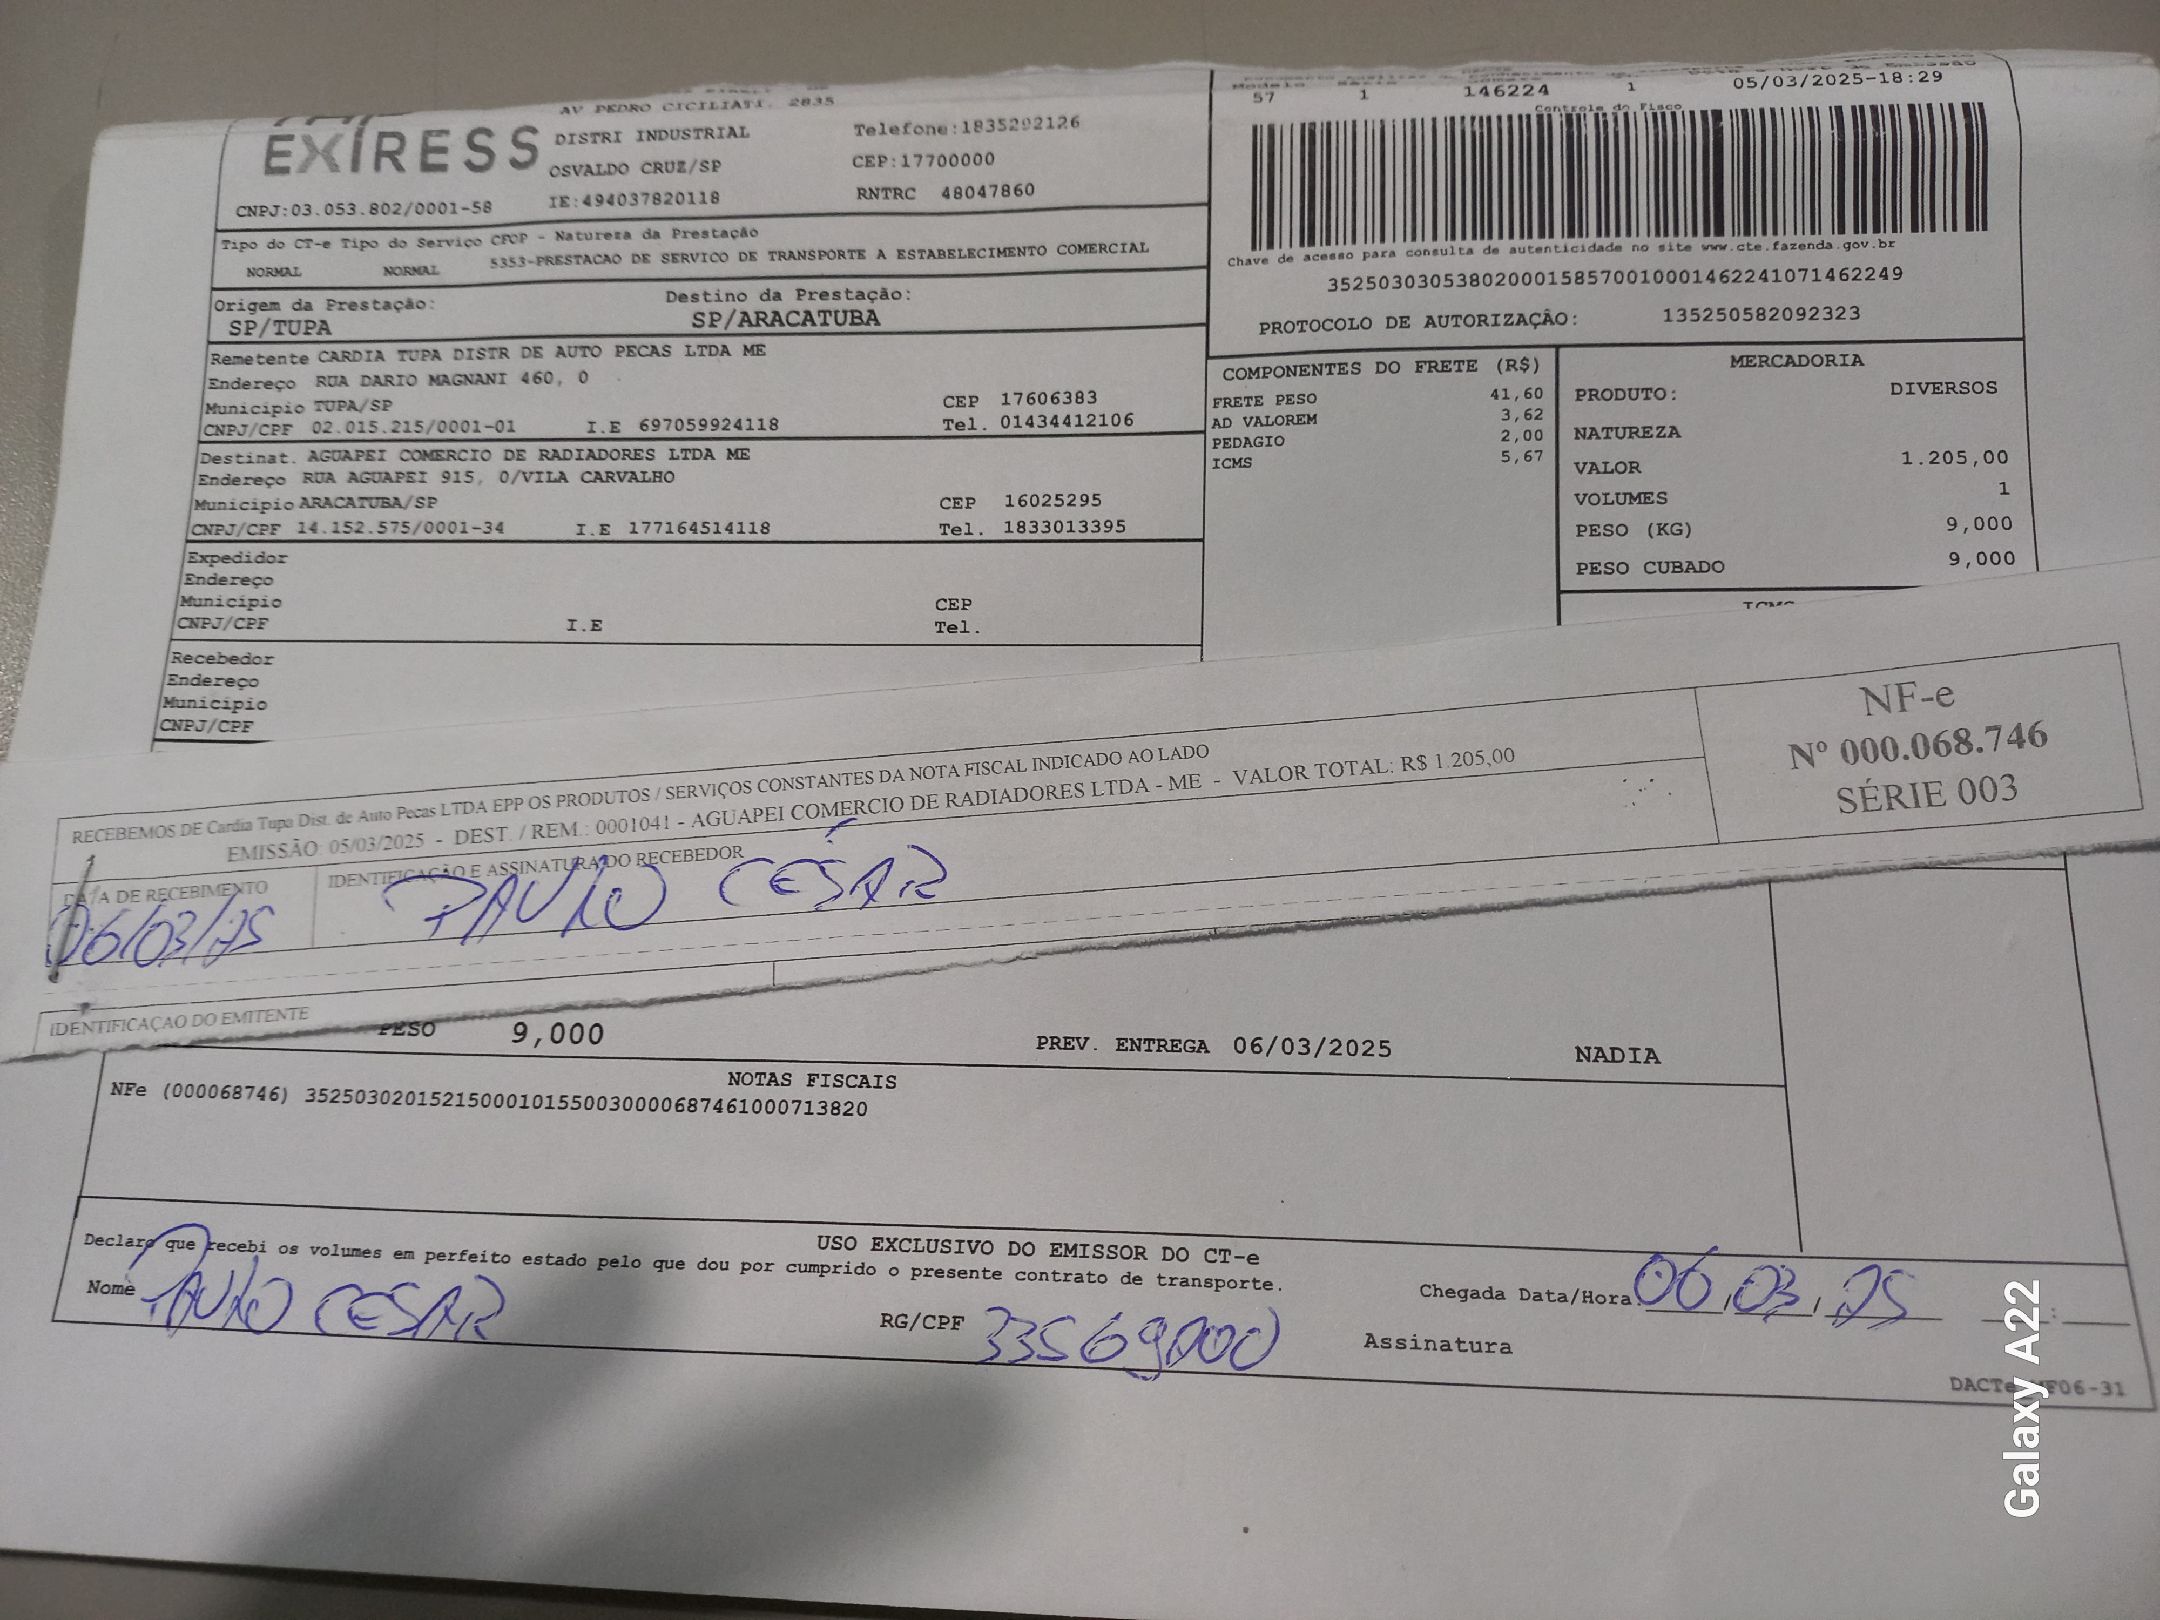 AV PEDRO CICILIATI, 2835
EXPRESS
DISTRI INDUSTRIAL
Telefone:1835292126
OSVALDO CRUZ/SP
CEP:17700000
CNPJ:03.053.802/0001-58
IE:494037820118
RNTRC 48047860
Modelo
57 1 146224 1 05/03/2025-18:29
Controle do Fisco
Chave de acesso para consulta de autenticidade no site www.cte.fazenda.gov.br
35250303053802000158570010001462241071462249
PROTOCOLO DE AUTORIZAÇÃO: 135250582092323
Tipo do CT-e Tipo do Serviço CFOP - Natureza da Prestação
NORMAL NORMAL 5353-PRESTACAO DE SERVICO DE TRANSPORTE A ESTABELECIMENTO COMERCIAL
Origem da Prestação: Destino da Prestação:
SP/TUPA SP/ARACATUBA
Remetente CARDIA TUPA DISTR DE AUTO PECAS LTDA ME
Endereço RUA DARIO MAGNANI 460, 0
Municipio TUPA/SP CEP 17606383
CNPJ/CPF 02.015.215/0001-01 I.E 697059924118 Tel. 01434412106
Destinat. AGUAPEI COMERCIO DE RADIADORES LTDA ME
Endereço RUA AGUAPEI 915, 0/VILA CARVALHO
Municipio ARACATUBA/SP CEP 16025295
CNPJ/CPF 14.152.575/0001-34 I.E 177164514118 Tel. 1833013395
Expedidor
Endereço
Municípío CEP
CNPJ/CPF I.E Tel.
Recebedor
Endereço
Municipio
CNPJ/CPF
COMPONENTES DO FRETE (R$)
FRETE PESO 41,60
AD VALOREM 3,62
PEDAGIO 2,00
ICMS 5,67
MERCADORIA
PRODUTO: DIVERSOS
NATUREZA
VALOR 1.205,00
VOLUMES 1
PESO (KG) 9,000
PESO CUBADO 9,000
ICMS
RECEBEMOS DE Cardia Tupa Dist. de Auto Pecas LTDA EPP OS PRODUTOS / SERVIÇOS CONSTANTES DA NOTA FISCAL INDICADO AO LADO
EMISSÃO: 05/03/2025 - DEST. / REM.: 0001041 - AGUAPEI COMERCIO DE RADIADORES LTDA - ME - VALOR TOTAL: R$ 1.205,00
DATA DE RECEBIMENTO IDENTIFICAÇÃO E ASSINATURA DO RECEBEDOR
06/03/25 PAULO CÉSAR
NF-e
Nº 000.068.746
SÉRIE 003
IDENTIFICAÇÃO DO EMITENTE
PESO 9,000 PREV. ENTREGA 06/03/2025 NADIA
NOTAS FISCAIS
NFe (000068746) 35250302015215000101550030000687461000713820
USO EXCLUSIVO DO EMISSOR DO CT-e
Declaro que recebi os volumes em perfeito estado pelo que dou por cumprido o presente contrato de transporte.
Nome PAULO CESAR RG/CPF 33569000 Chegada Data/Hora 06/03/25 :
Assinatura
Galaxy A22